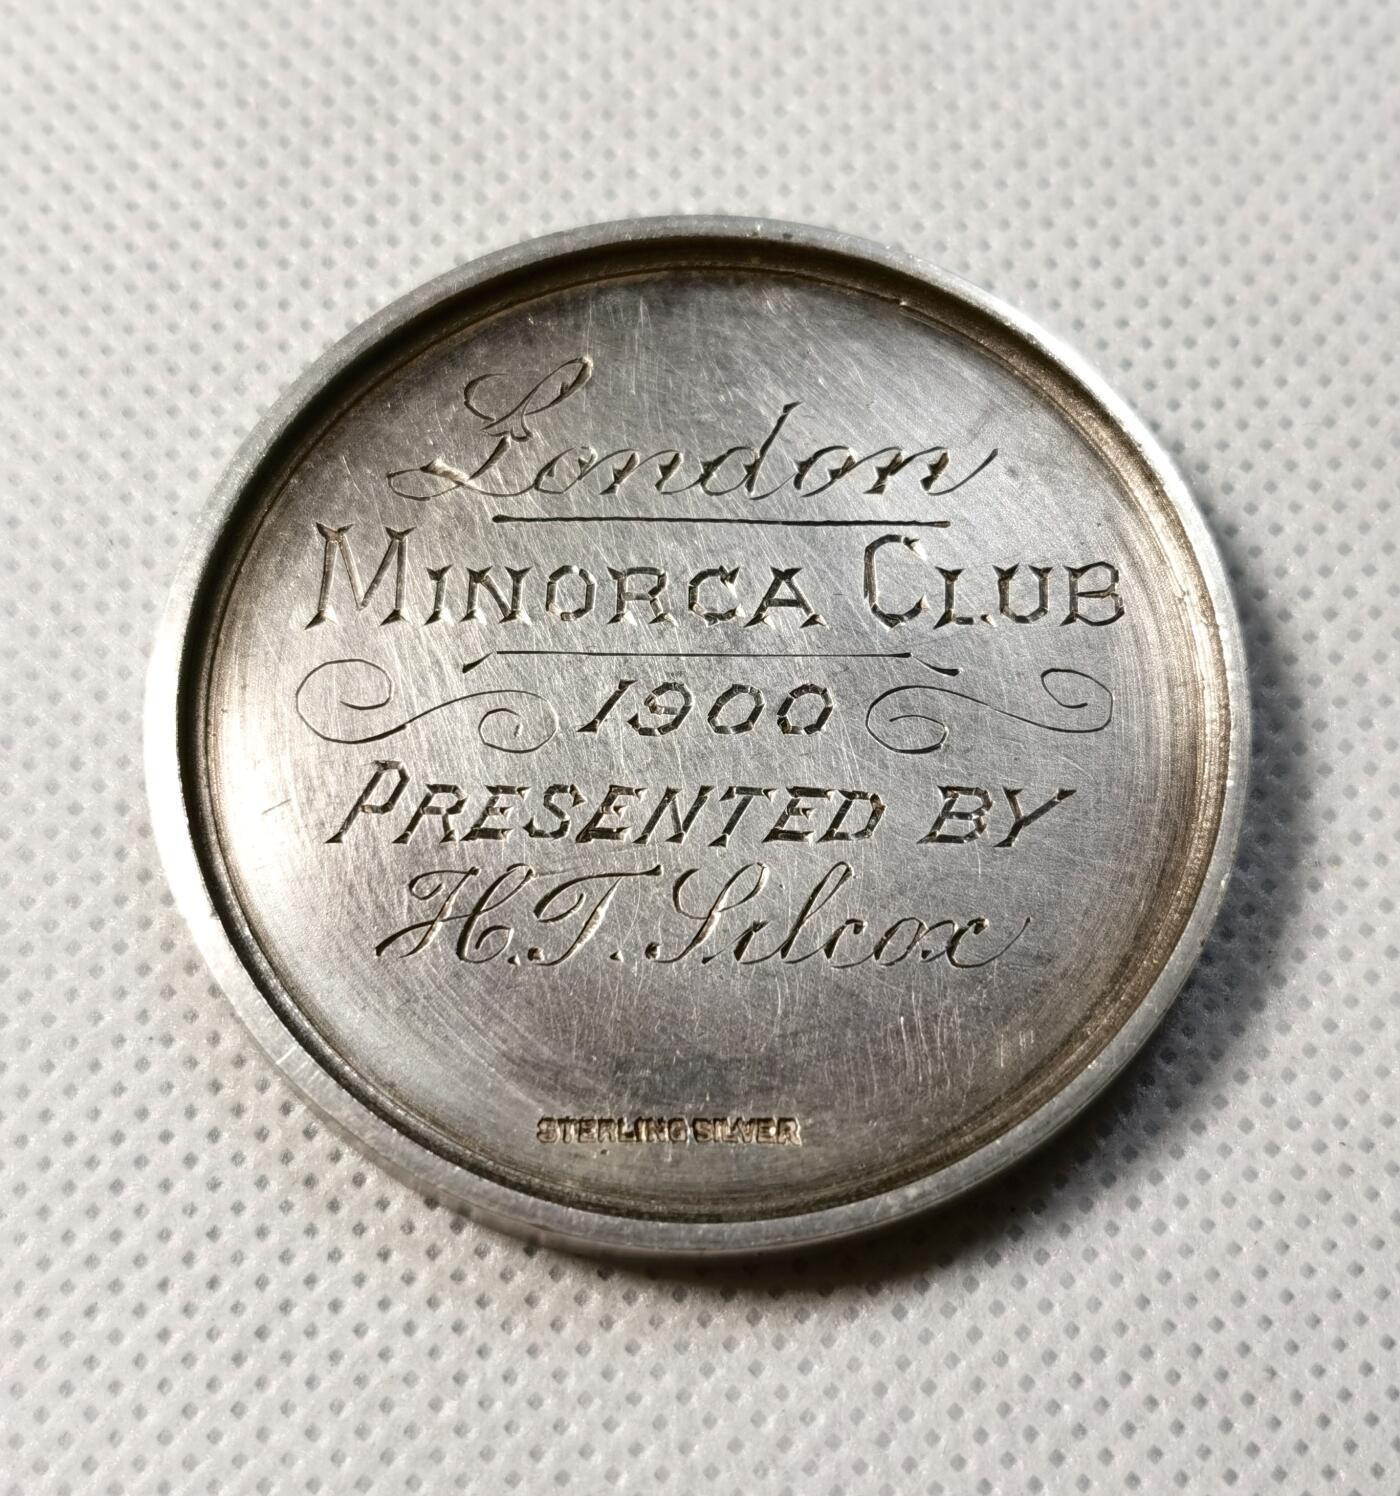 London
MINORCA CLUB
1900
PRESENTED BY
H.T. Silcox
STERLING SILVER